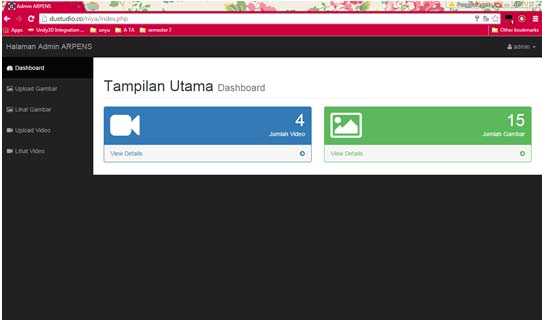 Admin ARPENS
dustudio.co/niya/index.php
Apps Unity3D Integration ... unyu A TA semester 7 Other bookmarks
Halaman Admin ARPENS admin
Dashboard
Upload Gambar
Lihat Gambar
Upload Video
Lihat Video
Tampilan Utama Dashboard
4
Jumlah Video
View Details
15
Jumlah Gambar
View Details